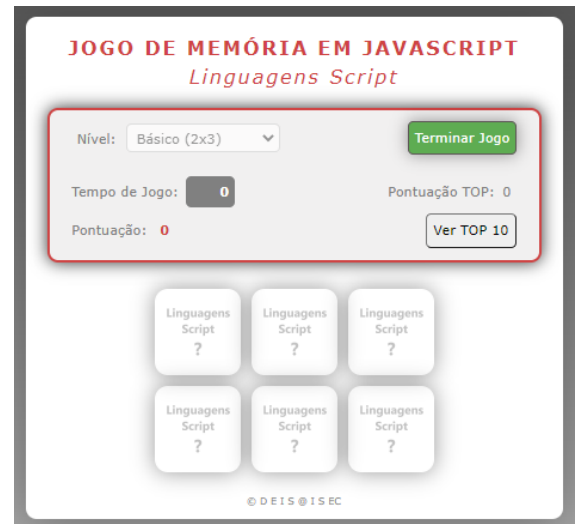 JOGO DE MEMÓRIA EM JAVASCRIPT
Linguagens Script
Nível: Básico (2x3) Terminar Jogo
Tempo de Jogo: 0 Pontuação TOP: 0
Pontuação: 0 Ver TOP 10
Linguagens Linguagens Linguagens
Script Script Script
? ? ?
Linguagens Linguagens Linguagens
Script Script Script
? ? ?
© DEIS@ISEC